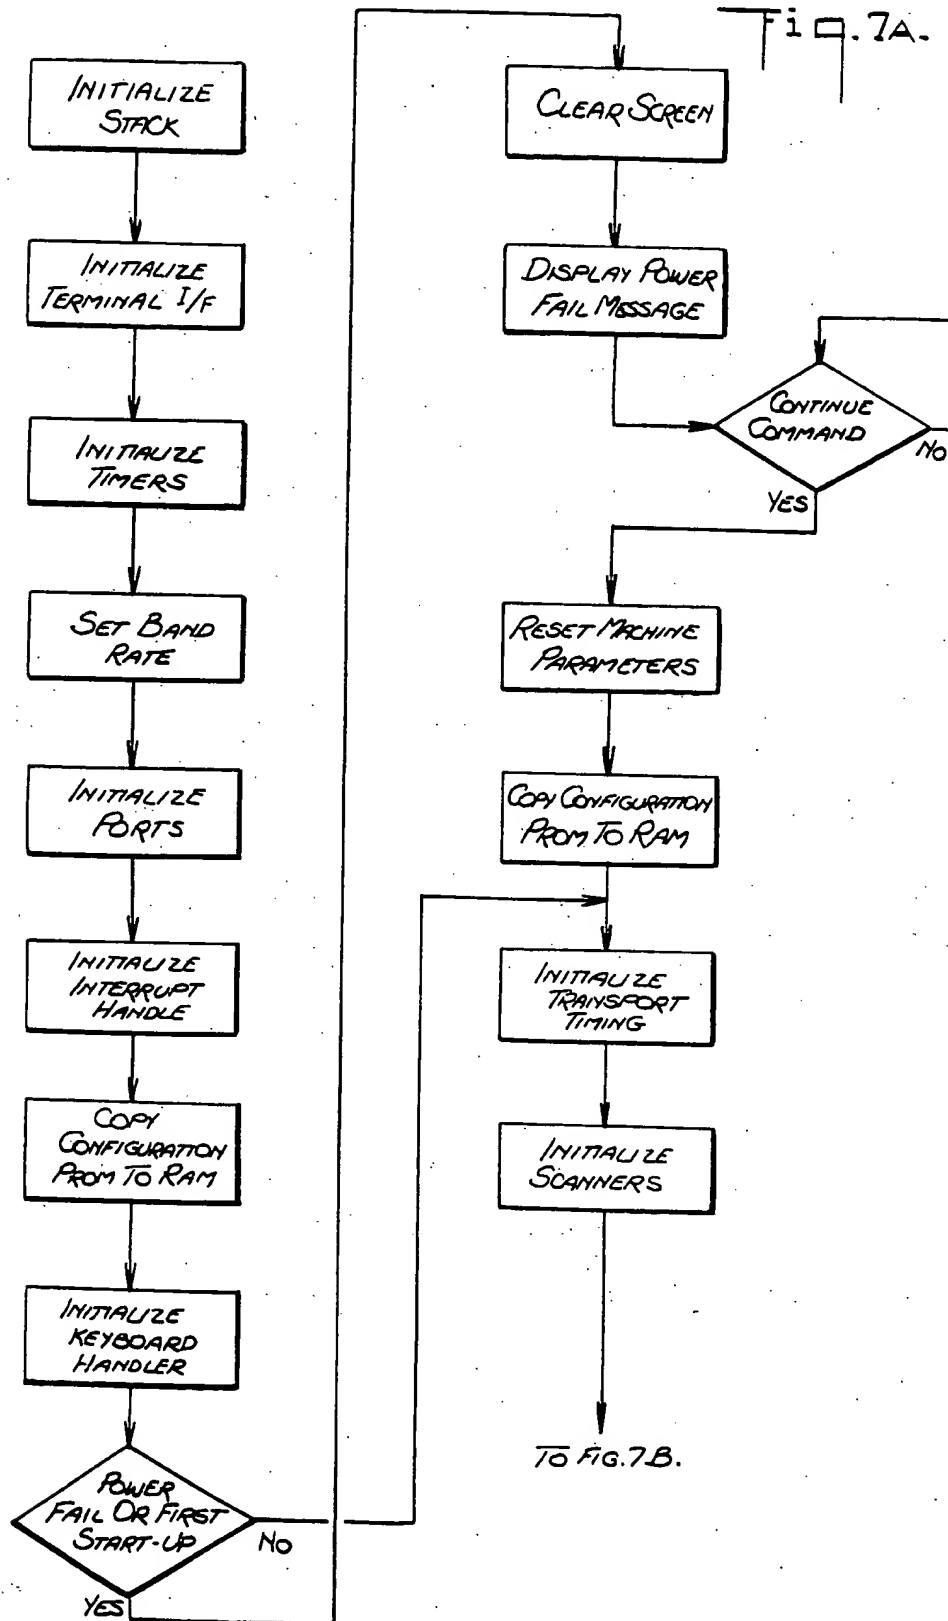 Fig. 7A.
INITIALIZE
STACK
INITIALIZE
TERMINAL I/F
INITIALIZE
TIMERS
SET BAND
RATE
INITIALIZE
PORTS
INITIALIZE
INTERRUPT
HANDLE
COPY
CONFIGURATION
PROM TO RAM
INITIALIZE
KEYBOARD
HANDLER
POWER
FAIL OR FIRST
START-UP
NO
YES
CLEAR SCREEN
DISPLAY POWER
FAIL MESSAGE
CONTINUE
COMMAND
NO
YES
RESET MACHINE
PARAMETERS
COPY CONFIGURATION
PROM TO RAM
INITIALIZE
TRANSPORT
TIMING
INITIALIZE
SCANNERS
TO FIG. 7B.